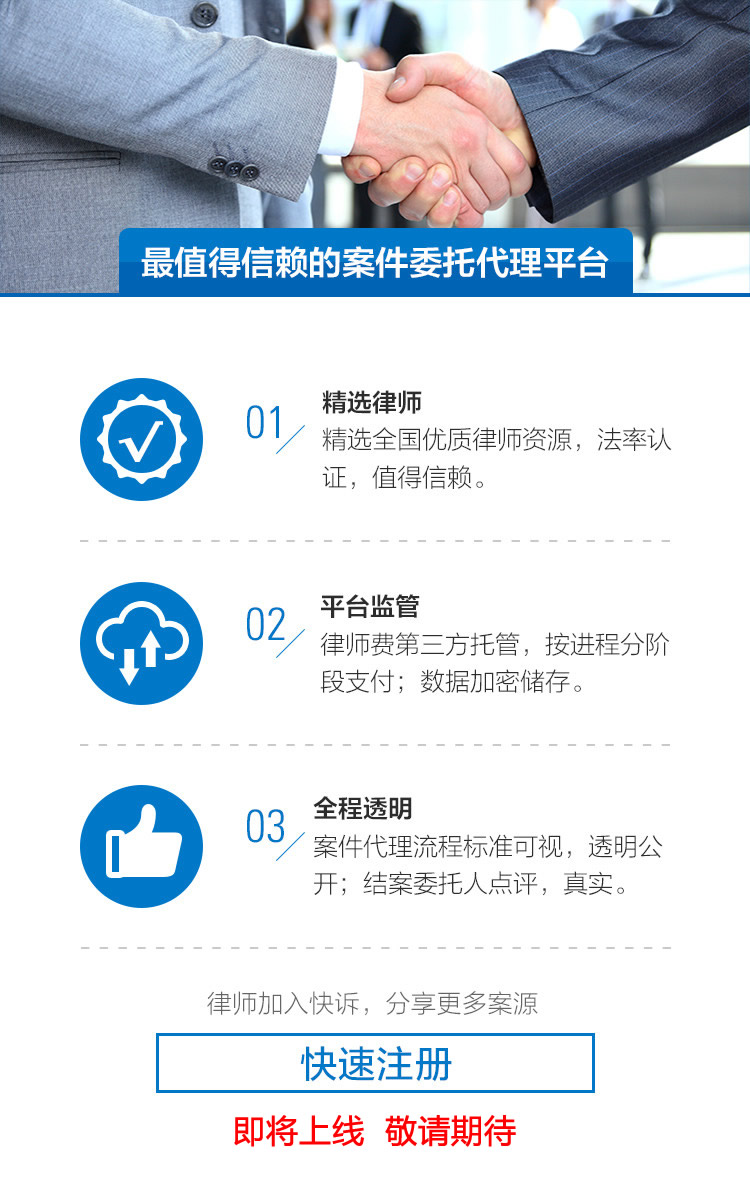 最值得信赖的案件委托代理平台
01
精选律师
精选全国优质律师资源，法率认
证，值得信赖。
02
平台监管
律师费第三方托管，按进程分阶
段支付；数据加密储存。
03
全程透明
案件代理流程标准可视，透明公
开；结案委托人点评，真实。
律师加入快诉，分享更多案源
快速注册
即将上线 敬请期待